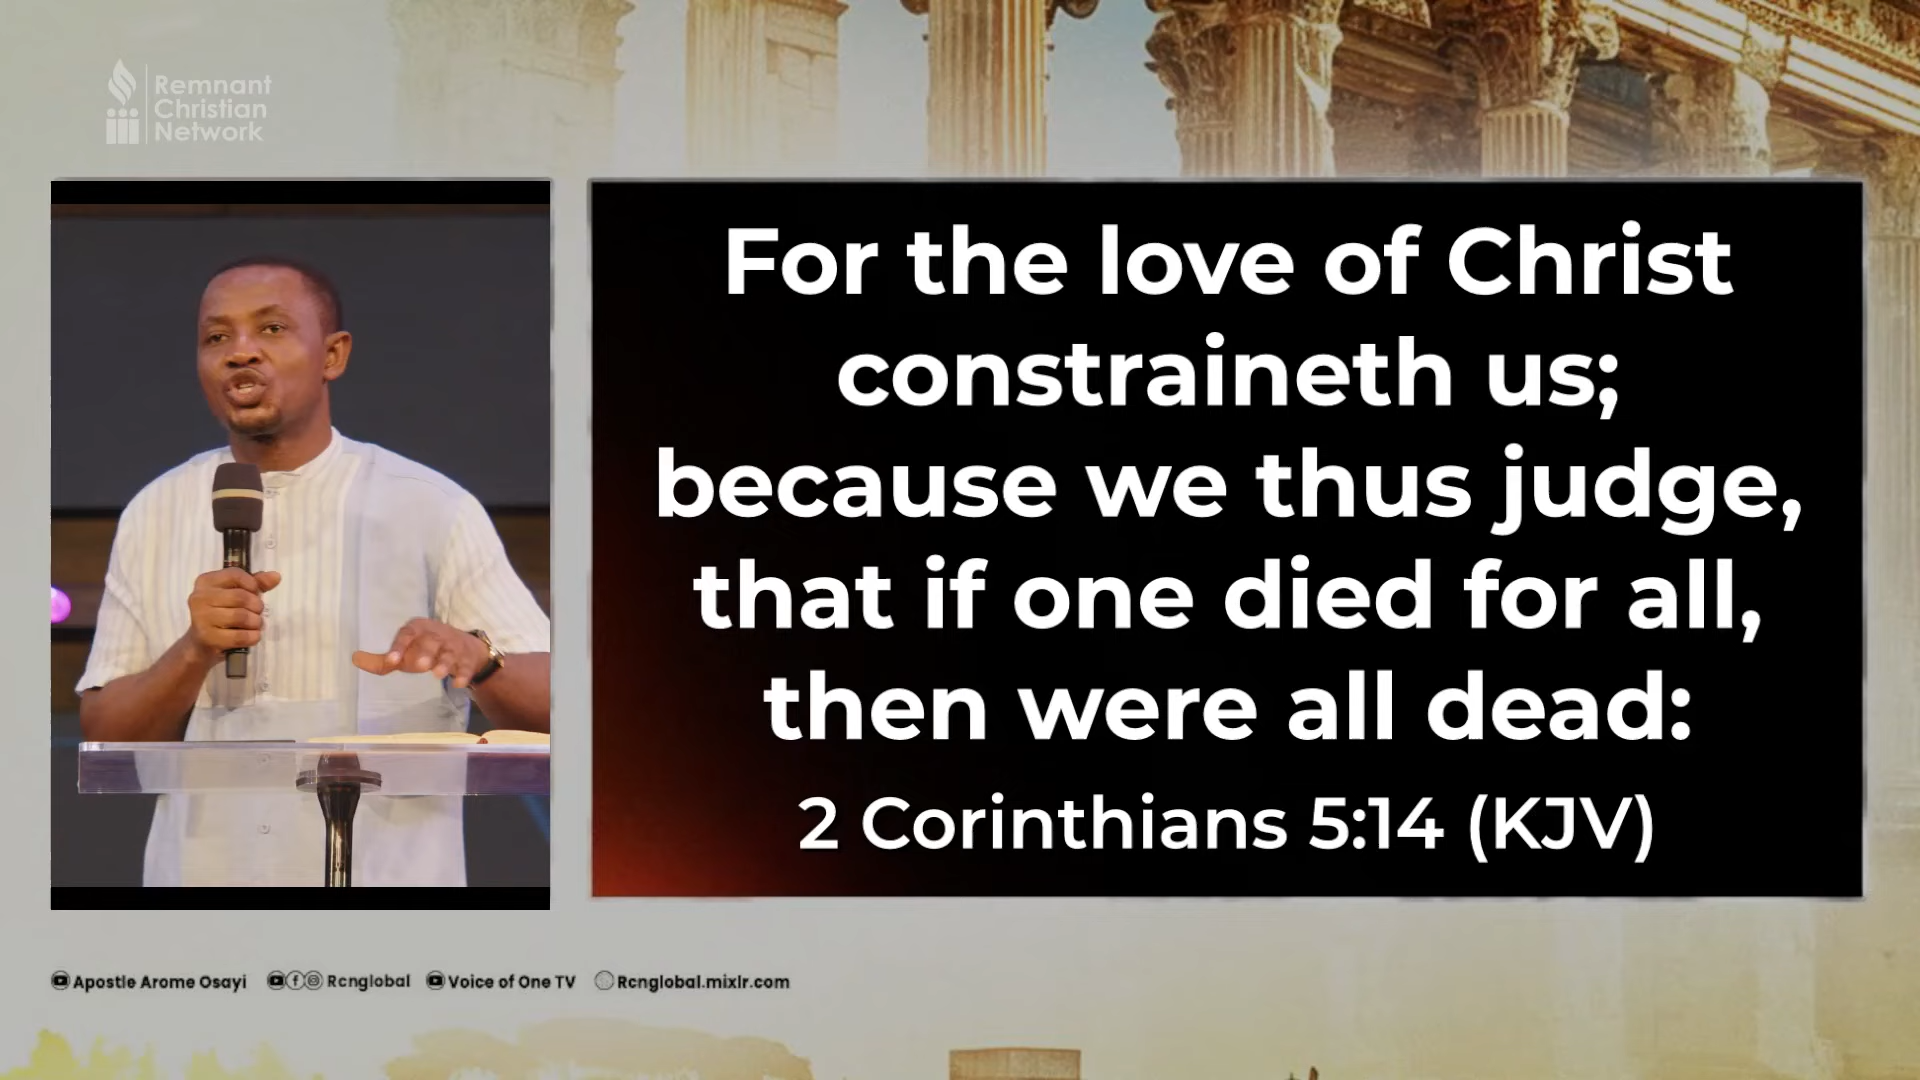 Remnant
Christian
Network
For the love of Christ
constraineth us;
because we thus judge,
that if one died for all,
then were all dead:
2 Corinthians 5:14 (KJV)
Apostle Arome Osayi Rcnglobal Voice of One TV Rcnglobal.mixlr.com